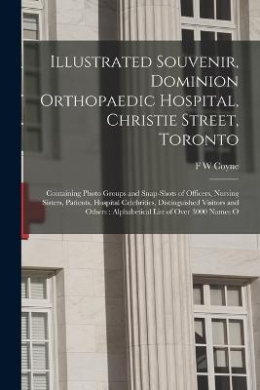 Illustrated Souvenir,
Dominion
Orthopaedic Hospital,
Christie Street,
Toronto
F W Coyne
Containing Photo Groups and Snap-Shots of Officers, Nursing
Sisters, Patients, Hospital Celebrities, Distinguished Visitors and
Others : Alphabetical List of Over 3000 Names O